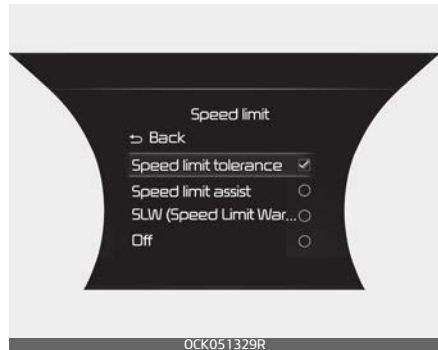 Speed limit
Back
Speed limit tolerance
Speed limit assist
SLW (Speed Limit War...
Off
OCK051329R